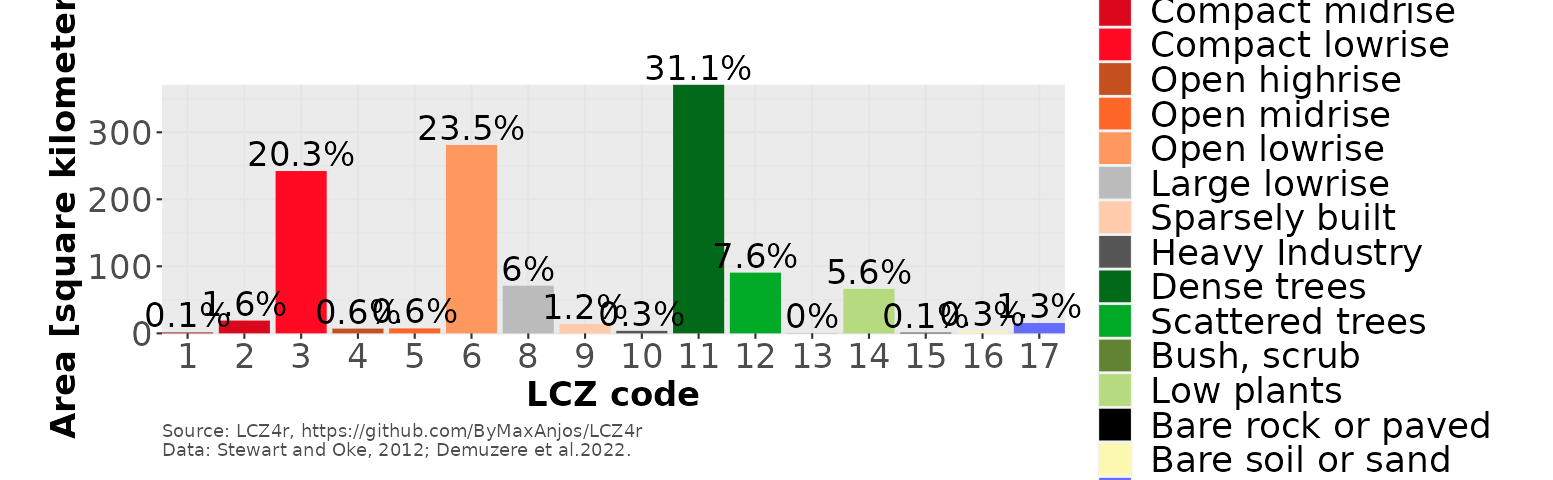 Area [square kilometer
300
200
100
0
0.1%
1.6%
20.3%
0.6%
0.6%
23.5%
6%
1.2%
0.3%
31.1%
7.6%
0%
5.6%
0.1%
0.3%
1.3%
1 2 3 4 5 6 8 9 10 11 12 13 14 15 16 17
LCZ code
Source: LCZ4r, https://github.com/ByMaxAnjos/LCZ4r
Data: Stewart and Oke, 2012; Demuzere et al.2022.
Compact midrise
Compact lowrise
Open highrise
Open midrise
Open lowrise
Large lowrise
Sparsely built
Heavy Industry
Dense trees
Scattered trees
Bush, scrub
Low plants
Bare rock or paved
Bare soil or sand